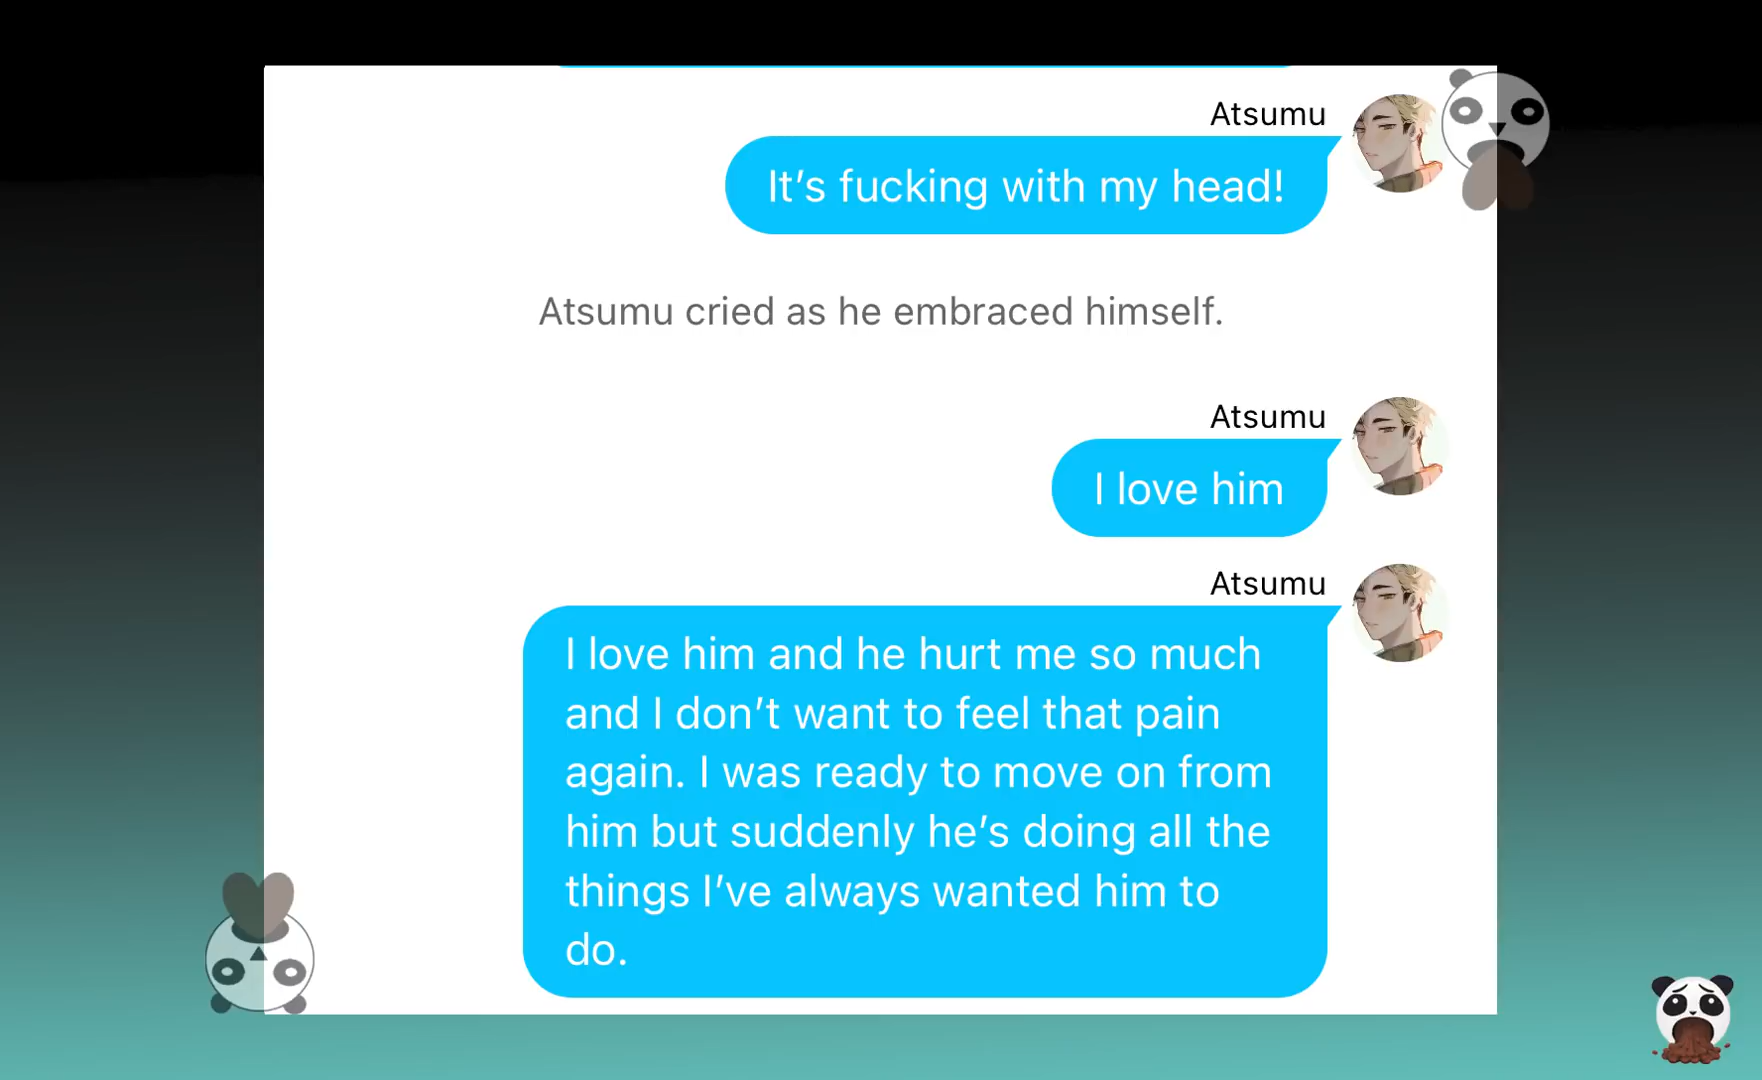 Atsumu
It’s fucking with my head!
Atsumu cried as he embraced himself.
Atsumu
I love him
Atsumu
I love him and he hurt me so much
and I don’t want to feel that pain
again. I was ready to move on from
him but suddenly he’s doing all the
things I’ve always wanted him to
do.